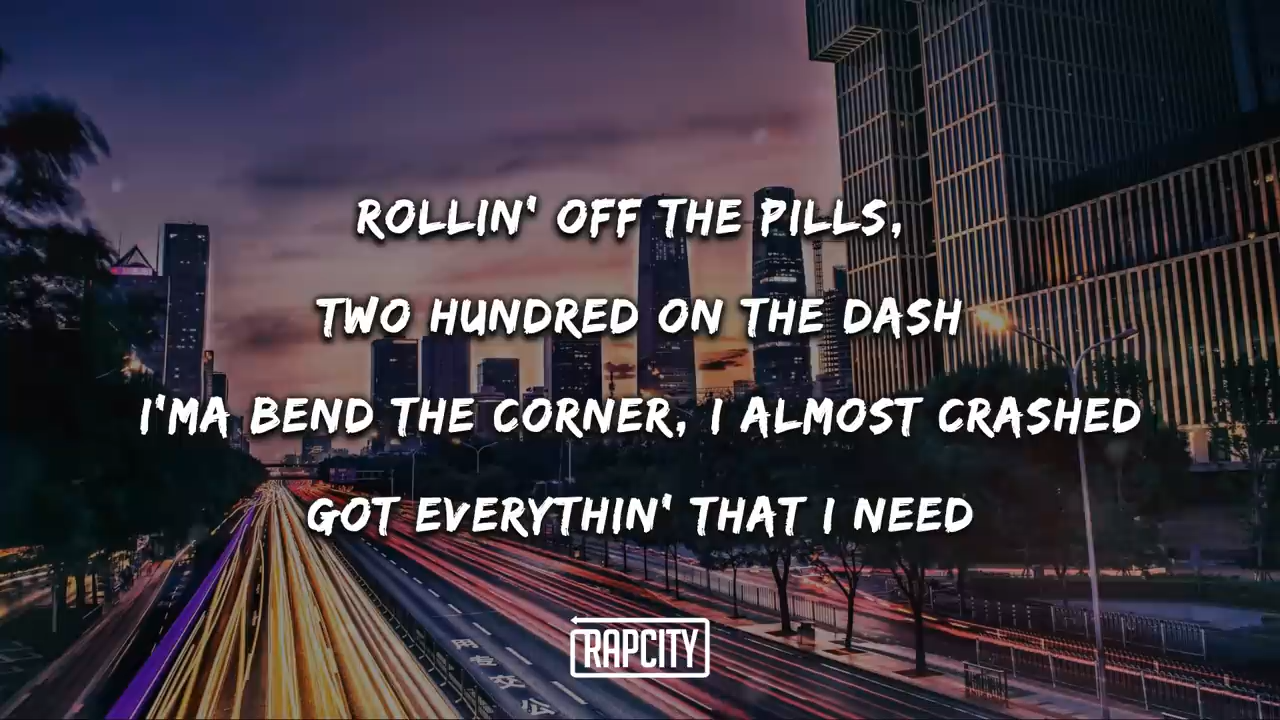 ROLLIN' OFF THE PILLS,
TWO HUNDRED ON THE DASH
I'MA BEND THE CORNER, I ALMOST CRASHED
GOT EVERYTHIN' THAT I NEED
RAPCITY